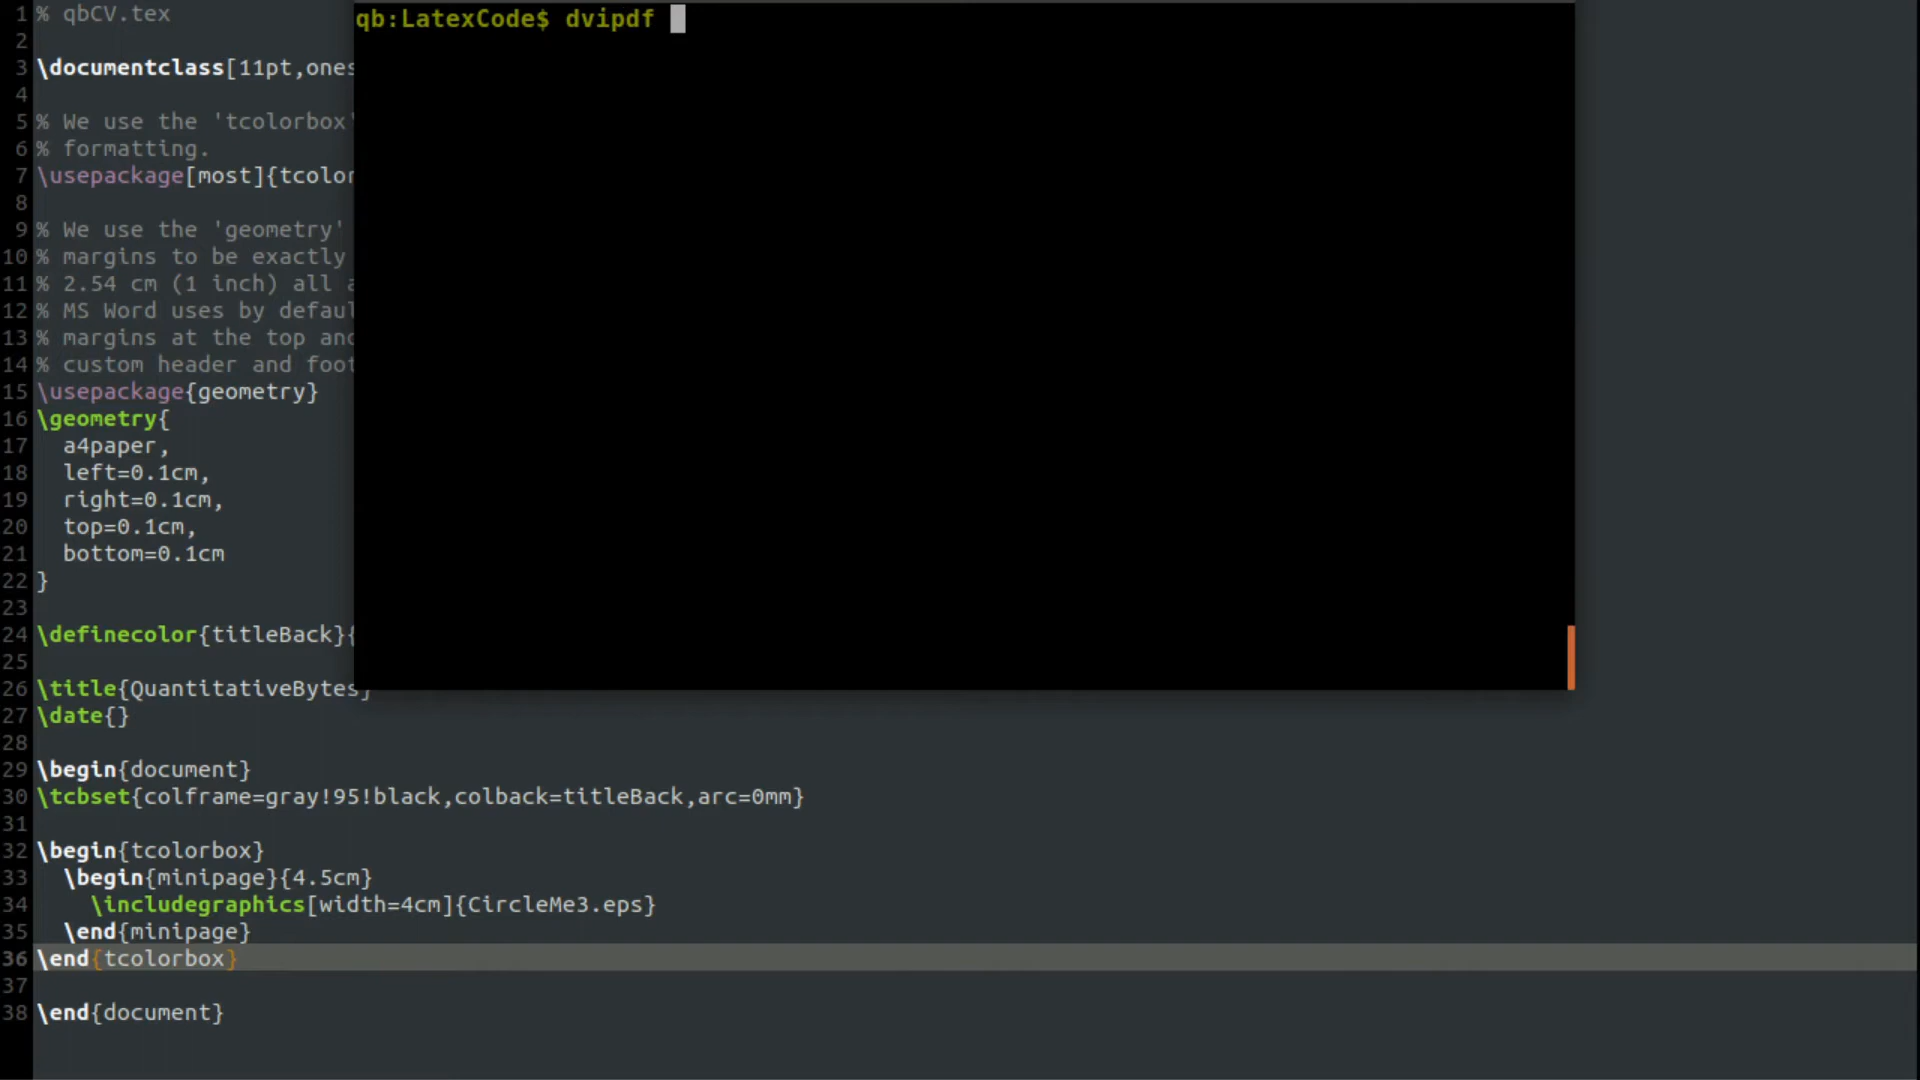 1 % qbCV.tex
2
3 \documentclass[11pt,ones
4
5 % We use the 'tcolorbox'
6 % formatting.
7 \usepackage[most]{tcolor
8
9 % We use the 'geometry'
10 % margins to be exactly
11 % 2.54 cm (1 inch) all a
12 % MS Word uses by defaul
13 % margins at the top and
14 % custom header and foot
15 \usepackage{geometry}
16 \geometry{
17 a4paper,
18 left=0.1cm,
19 right=0.1cm,
20 top=0.1cm,
21 bottom=0.1cm
22 }
23
24 \definecolor{titleBack}{
25
26 \title{QuantitativeBytes}
27 \date{}
28
29 \begin{document}
30 \tcbset{colframe=gray!95!black,colback=titleBack,arc=0mm}
31
32 \begin{tcolorbox}
33 \begin{minipage}{4.5cm}
34 \includegraphics[width=4cm]{CircleMe3.eps}
35 \end{minipage}
36 \end{tcolorbox}
37
38 \end{document}
qb:LatexCode$ dvipdf